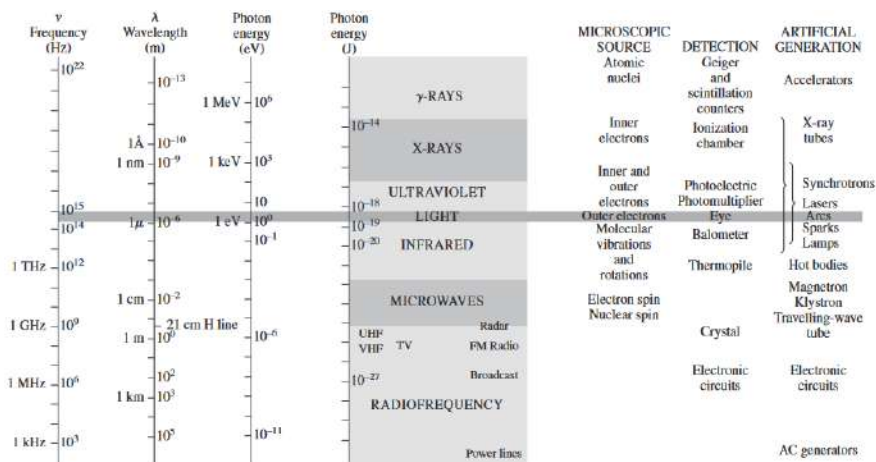 ν
Frequency
(Hz)
10²²
10¹⁵
10¹⁴
1 THz 10¹²
1 GHz 10⁹
1 MHz 10⁶
1 kHz 10³
λ
Wavelength
(m)
10⁻¹³
1Å 10⁻¹⁰
1 nm 10⁻⁹
1μ 10⁻⁶
1 cm 10⁻²
21 cm H line
1 m 10⁰
10²
1 km 10³
10⁵
Photon
energy
(eV)
1 MeV 10⁶
1 keV 10³
10
1 eV 10⁰
10⁻¹
10⁻⁶
10⁻¹¹
Photon
energy
(J)
10⁻¹⁴
10⁻¹⁸
10⁻¹⁹
10⁻²⁰
10⁻²⁷
γ-RAYS
X-RAYS
ULTRAVIOLET
LIGHT
INFRARED
MICROWAVES
UHF
VHF
TV
Radar
FM Radio
Broadcast
RADIOFREQUENCY
Power lines
MICROSCOPIC
SOURCE
Atomic
nuclei
Inner
electrons
Inner and
outer
electrons
Outer electrons
Molecular
vibrations
and
rotations
Electron spin
Nuclear spin
DETECTION
Geiger
and
scintillation
counters
Ionization
chamber
Photoelectric
Photomultiplier
Eye
Balometer
Thermopile
Crystal
Electronic
circuits
ARTIFICIAL
GENERATION
Accelerators
X-ray
tubes
Synchrotrons
Lasers
Arcs
Sparks
Lamps
Hot bodies
Magnetron
Klystron
Travelling-wave
tube
Electronic
circuits
AC generators